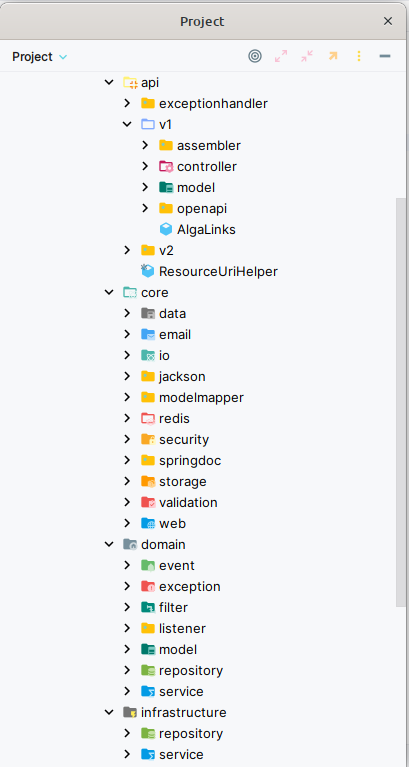 Project
Project
api
exceptionhandler
v1
assembler
controller
model
openapi
AlgaLinks
v2
ResourceUriHelper
core
data
email
io
jackson
modelmapper
redis
security
springdoc
storage
validation
web
domain
event
exception
filter
listener
model
repository
service
infrastructure
repository
service